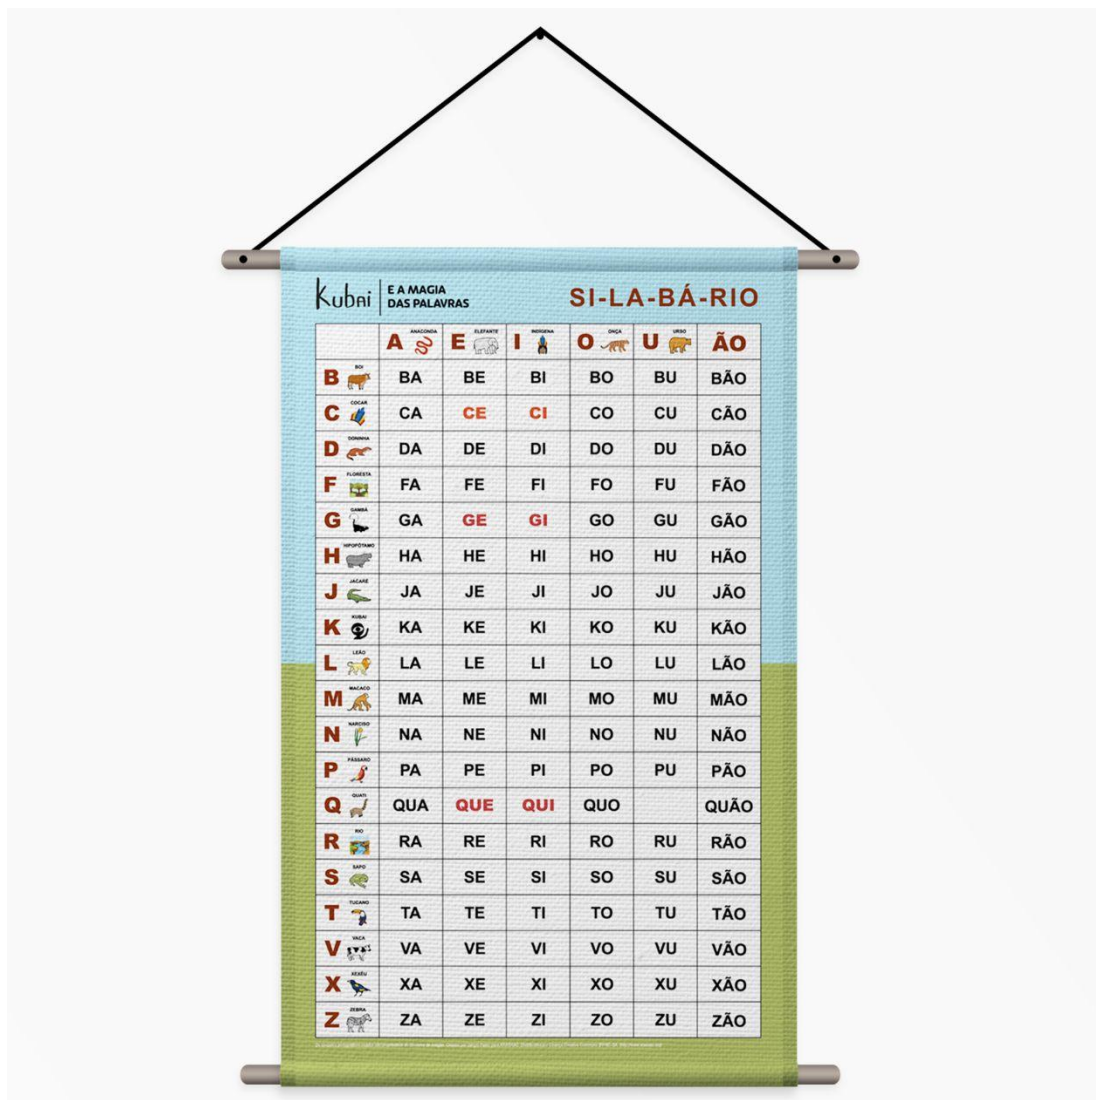 Kubai E A MAGIA
DAS PALAVRAS
SI-LA-BÁ-RIO
A ANACONDA E ELEFANTE I INDÍGENA O ONÇA U URSO ÃO
B BOI BA BE BI BO BU BÃO
C COCAR CA CE CI CO CU CÃO
D DONINHA DA DE DI DO DU DÃO
F FLORESTA FA FE FI FO FU FÃO
G GAMBÁ GA GE GI GO GU GÃO
H HIPOPÓTAMO HA HE HI HO HU HÃO
J JACARÉ JA JE JI JO JU JÃO
K KUBAI KA KE KI KO KU KÃO
L LEÃO LA LE LI LO LU LÃO
M MACACO MA ME MI MO MU MÃO
N NARCISO NA NE NI NO NU NÃO
P PÁSSARO PA PE PI PO PU PÃO
Q QUATI QUA QUE QUI QUO QUÃO
R RIO RA RE RI RO RU RÃO
S SAPO SA SE SI SO SU SÃO
T TUCANO TA TE TI TO TU TÃO
V VACA VA VE VI VO VU VÃO
X XEXÉU XA XE XI XO XU XÃO
Z ZEBRA ZA ZE ZI ZO ZU ZÃO